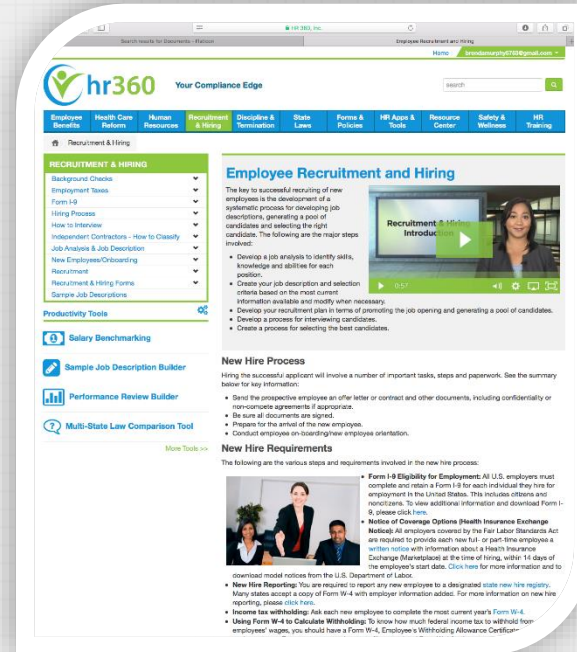 Search results for Documents - Flaticon
HR 360, Inc.
Employee Recruitment and Hiring
Home
hr360 Your Compliance Edge
search
Employee Benefits
Health Care Reform
Human Resources
Recruitment & Hiring
Discipline & Termination
State Laws
Forms & Policies
HR Apps & Tools
Resource Center
Safety & Wellness
HR Training
Recruitment & Hiring
RECRUITMENT & HIRING
Background Checks
Employment Taxes
Form I-9
Hiring Process
How to Interview
Independent Contractors - How to Classify
Job Analysis & Job Description
New Employees/Onboarding
Recruitment
Recruitment & Hiring Forms
Sample Job Descriptions
Productivity Tools
Salary Benchmarking
Sample Job Description Builder
Performance Review Builder
Multi-State Law Comparison Tool
More Tools >>
Employee Recruitment and Hiring
The key to successful recruiting of new
employees is the development of a
systematic process for developing job
descriptions, generating a pool of
candidates and selecting the right
candidate. The following are the major steps
involved:
• Develop a job analysis to identify skills,
knowledge and abilities for each
position.
• Create your job description and selection
criteria based on the most current
information available and modify when necessary.
• Develop your recruitment plan in terms of promoting the job opening and generating a pool of candidates.
• Develop a process for interviewing candidates.
• Create a process for selecting the best candidates.
Recruitment & Hiring
Introduction
0:57
New Hire Process
Hiring the successful applicant will involve a number of important tasks, steps and paperwork. See the summary
below for key information:
• Send the prospective employee an offer letter or contract and other documents, including confidentiality or
non-compete agreements if appropriate.
• Be sure all documents are signed.
• Prepare for the arrival of the new employee.
• Conduct employee on-boarding/new employee orientation.
New Hire Requirements
The following are the various steps and requirements involved in the new hire process:
• Form I-9 Eligibility for Employment: All U.S. employers must
complete and retain a Form I-9 for each individual they hire for
employment in the United States. This includes citizens and
noncitizens. To view additional information and download Form I-
9, please click here.
• Notice of Coverage Options (Health Insurance Exchange
Notice): All employers covered by the Fair Labor Standards Act
are required to provide each new full- or part-time employee a
written notice with information about a Health Insurance
Exchange (Marketplace) at the time of hiring, within 14 days of
the employee's start date. Click here for more information and to
download model notices from the U.S. Department of Labor.
• New Hire Reporting: You are required to report any new employee to a designated state new hire registry.
Many states accept a copy of Form W-4 with employer information added. For more information on new hire
reporting, please click here.
• Income tax withholding: Ask each new employee to complete the most current year's Form W-4.
• Using Form W-4 to Calculate Withholding: To know how much federal income tax to withhold from
employees' wages, you should have a Form W-4, Employee's Withholding Allowance